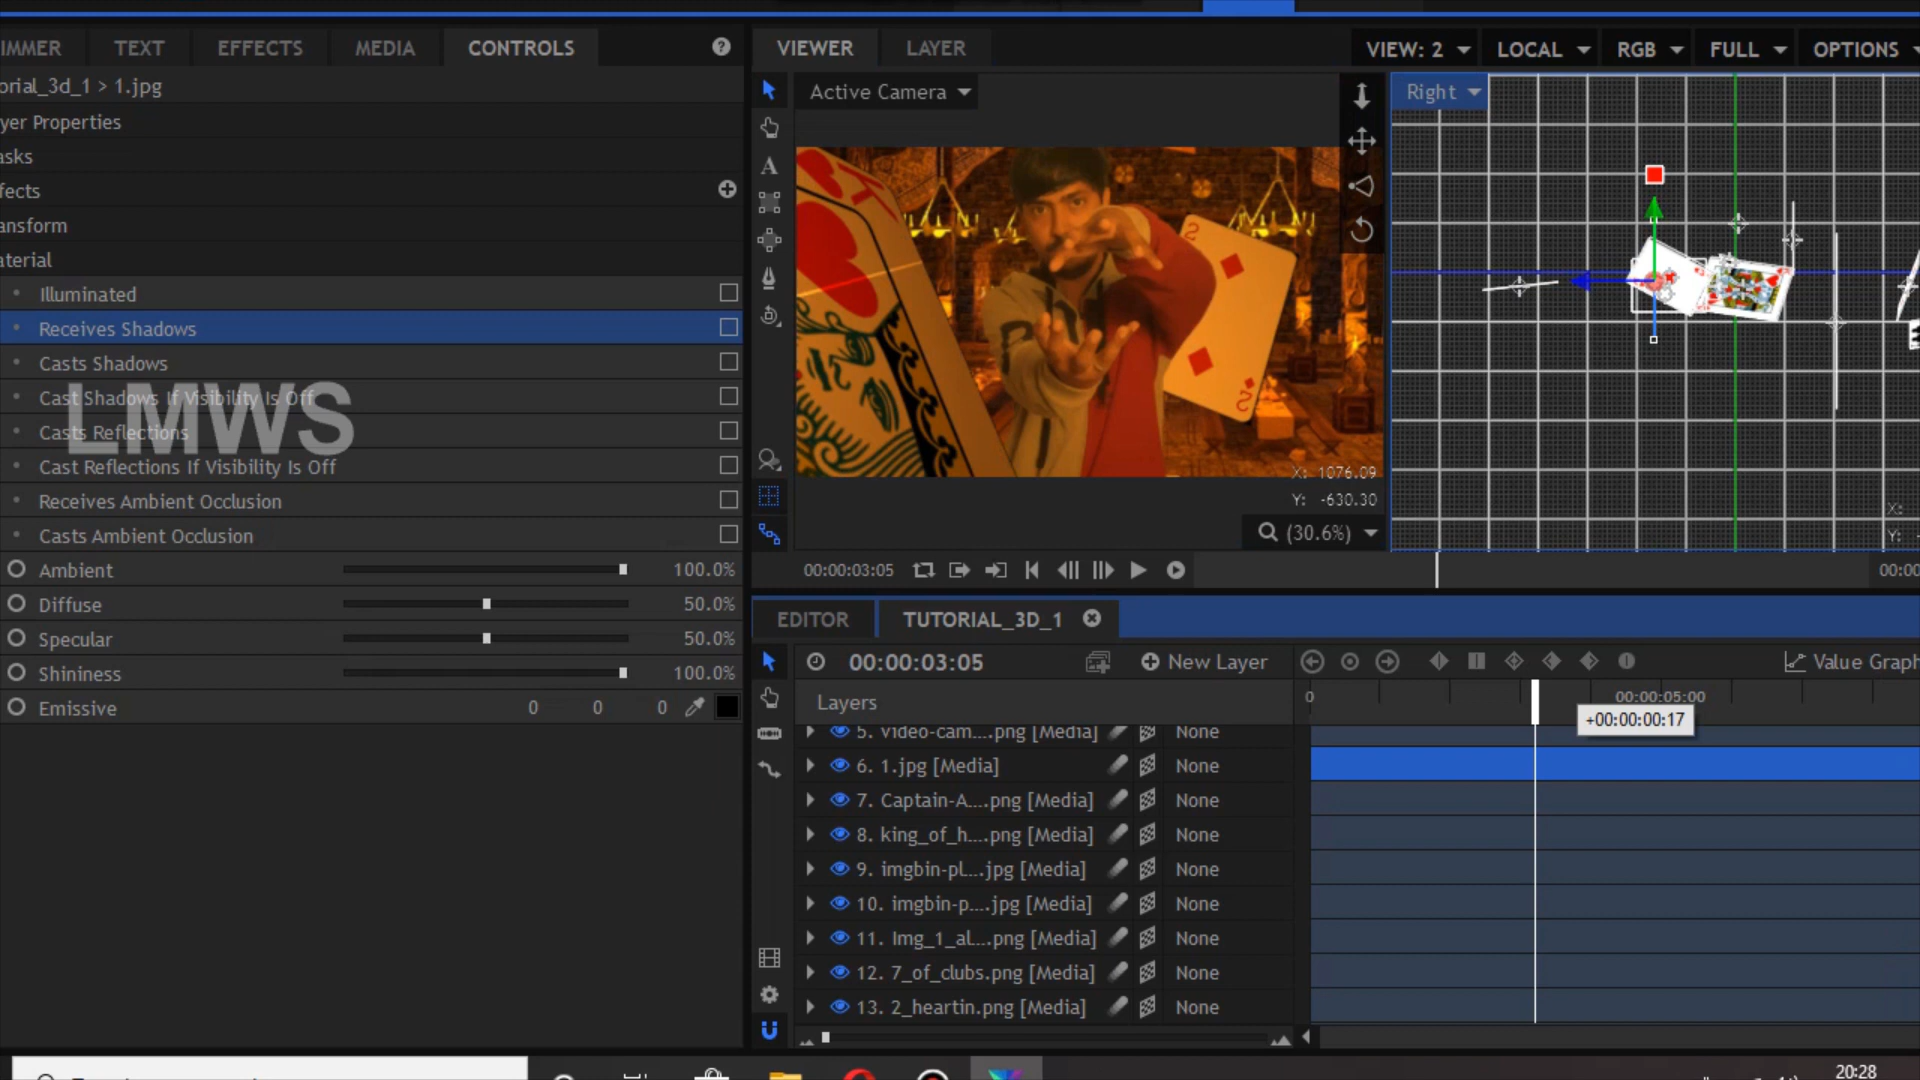 IMMER TEXT EFFECTS MEDIA CONTROLS ?
orial_3d_1 > 1.jpg
yer Properties
asks
fects
ansform
aterial
Illuminated
Receives Shadows
Casts Shadows
Cast Shadows If Visibility Is Off
Casts Reflections
LMWS
Cast Reflections If Visibility Is Off
Receives Ambient Occlusion
Casts Ambient Occlusion
Ambient 100.0%
Diffuse 50.0%
Specular 50.0%
Shininess 100.0%
Emissive 0 0 0
VIEWER LAYER VIEW: 2 LOCAL RGB FULL OPTIONS
Active Camera
Right
2
2
X: 1076.09
Y: -630.30
(30.6%)
X:
Y: -
00:00:03:05
00:00
EDITOR TUTORIAL_3D_1
00:00:03:05 New Layer Value Graph
Layers 0 00:00:05:00
+00:00:00:17
5. video-cam....png [Media] None
6. 1.jpg [Media] None
7. Captain-A....png [Media] None
8. king_of_h....png [Media] None
9. imgbin-pl....jpg [Media] None
10. imgbin-p....jpg [Media] None
11. Img_1_al....png [Media] None
12. 7_of_clubs.png [Media] None
13. 2_heartin.png [Media] None
20:28